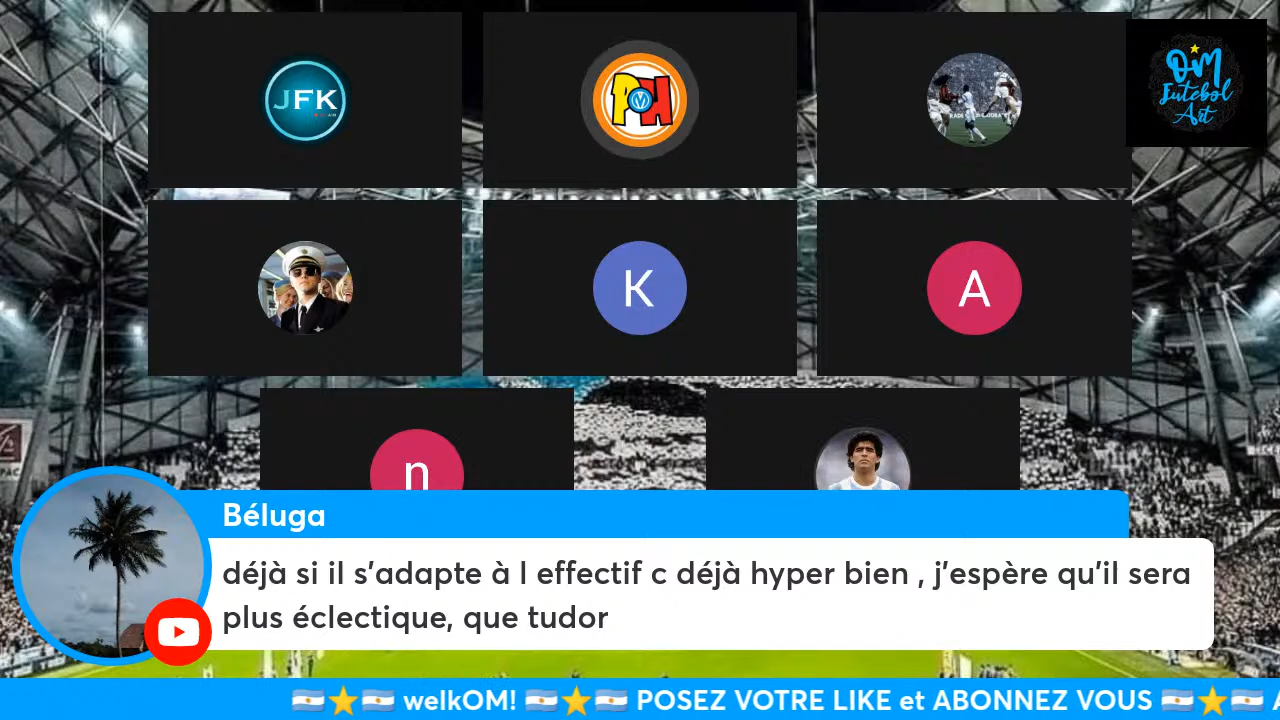 JFK
PH
OM
Futebol
Art
K
A
n
Béluga
déjà si il s'adapte à l effectif c déjà hyper bien , j'espère qu'il sera
plus éclectique, que tudor
welkOM! POSEZ VOTRE LIKE et ABONNEZ VOUS A